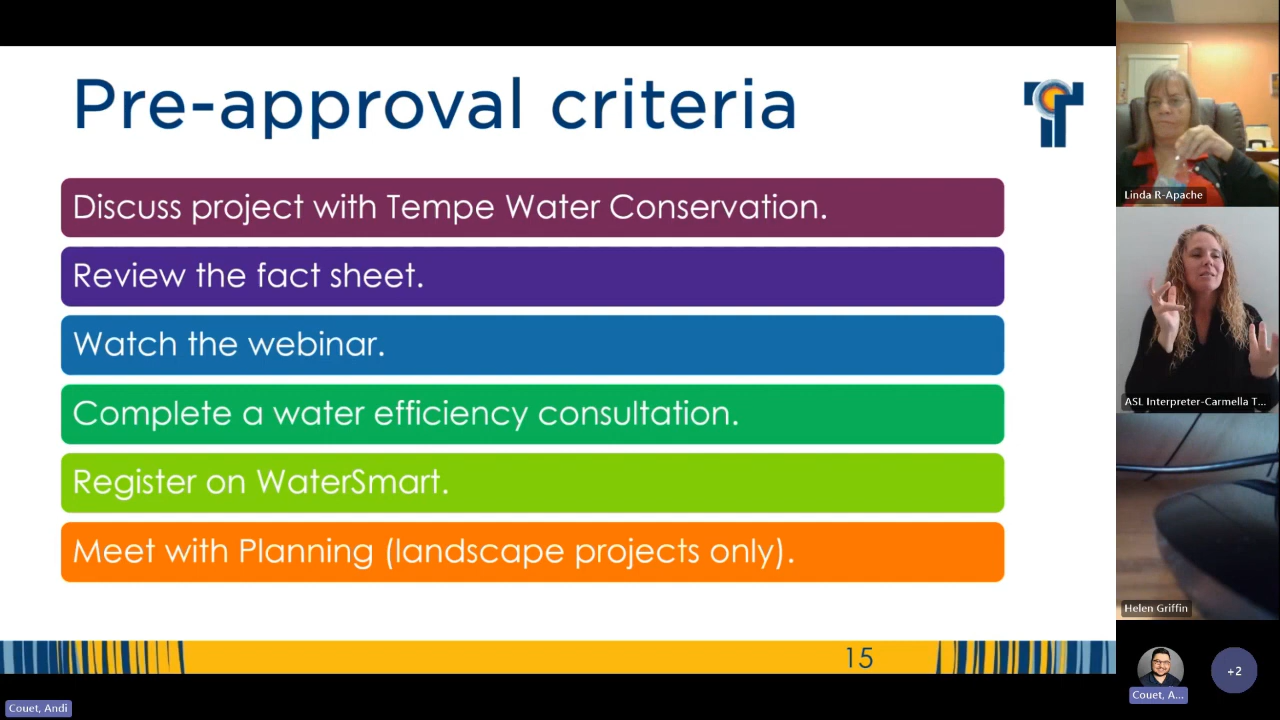 Pre-approval criteria
Discuss project with Tempe Water Conservation.
Review the fact sheet.
Watch the webinar.
Complete a water efficiency consultation.
Register on WaterSmart.
Meet with Planning (landscape projects only).
15
Couet, Andi
Linda R-Apache
ASL Interpreter-Carmella T...
Helen Griffin
Couet, A...
+2